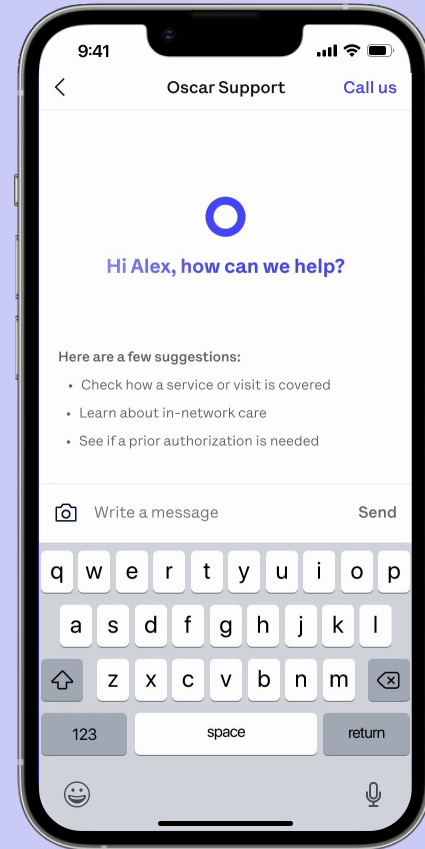 9:41
Oscar Support
Call us
Hi Alex, how can we help?
Here are a few suggestions:
• Check how a service or visit is covered
• Learn about in-network care
• See if a prior authorization is needed
Write a message
Send
q w e r t y u i o p
a s d f g h j k l
z x c v b n m
123 space return